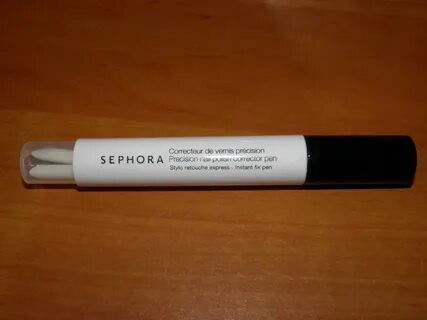 SEPHORA
Correcteur de vernis précision
Precision nail polish corrector pen
Stylo retouche express - Instant fix pen